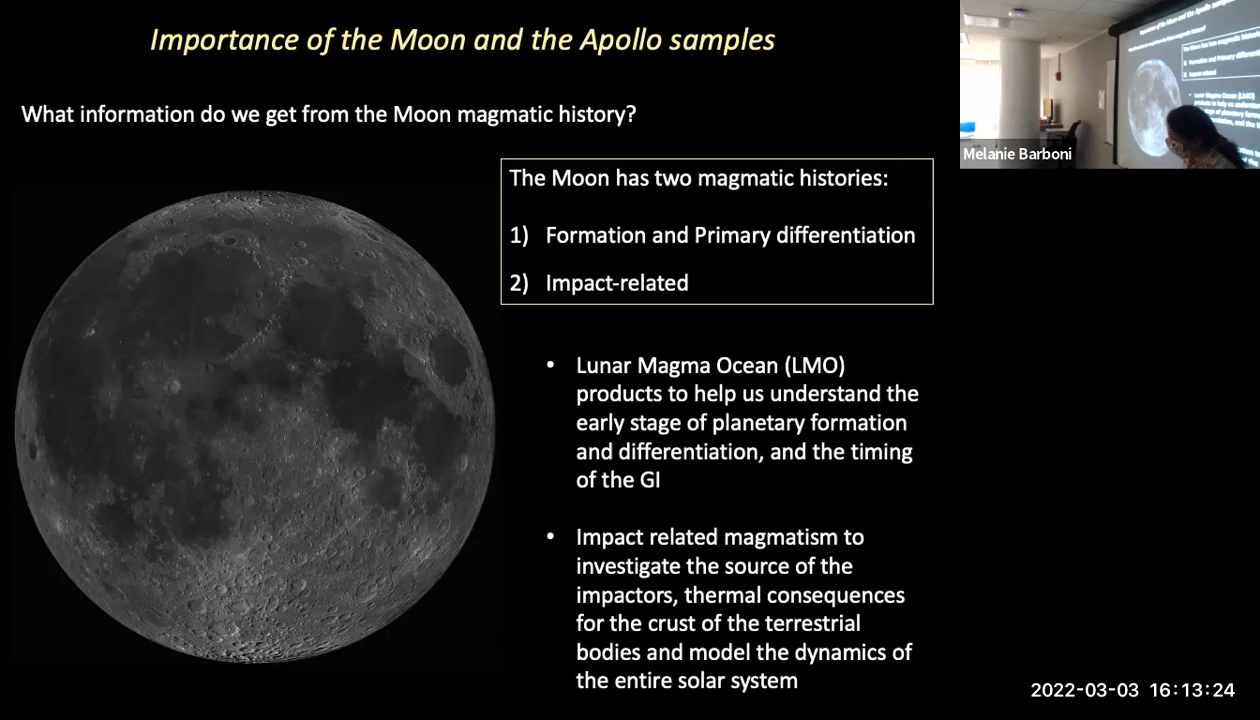 Importance of the Moon and the Apollo samples
What information do we get from the Moon magmatic history?
The Moon has two magmatic histories:
1) Formation and Primary differentiation
2) Impact-related
• Lunar Magma Ocean (LMO)
products to help us understand the
early stage of planetary formation
and differentiation, and the timing
of the GI
• Impact related magmatism to
investigate the source of the
impactors, thermal consequences
for the crust of the terrestrial
bodies and model the dynamics of
the entire solar system
Melanie Barboni
2022-03-03 16:13:24